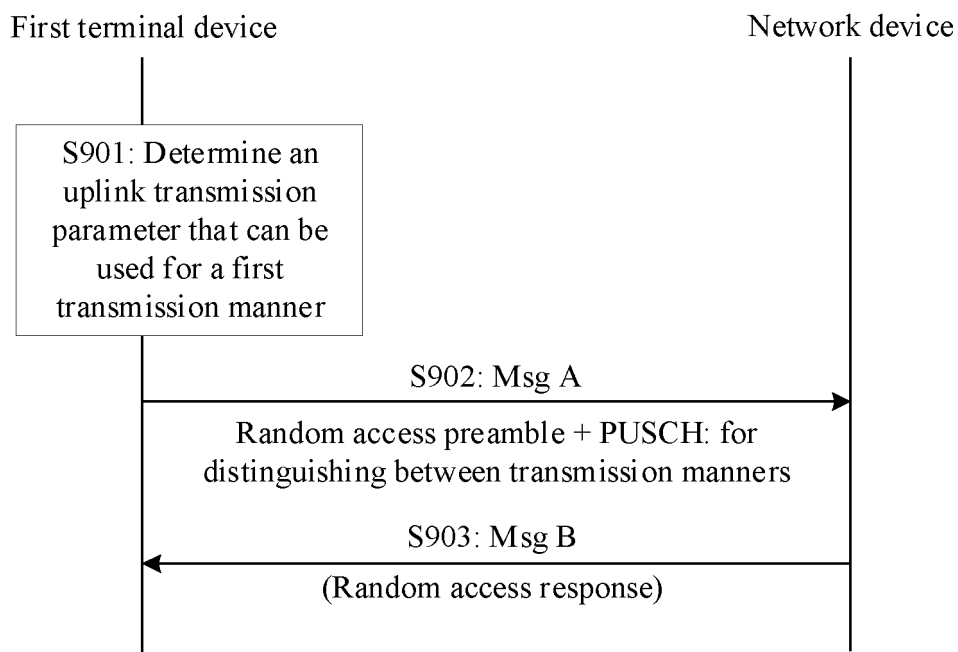 First terminal device
Network device
S901: Determine an
uplink transmission
parameter that can be
used for a first
transmission manner
S902: Msg A
Random access preamble + PUSCH: for
distinguishing between transmission manners
S903: Msg B
(Random access response)